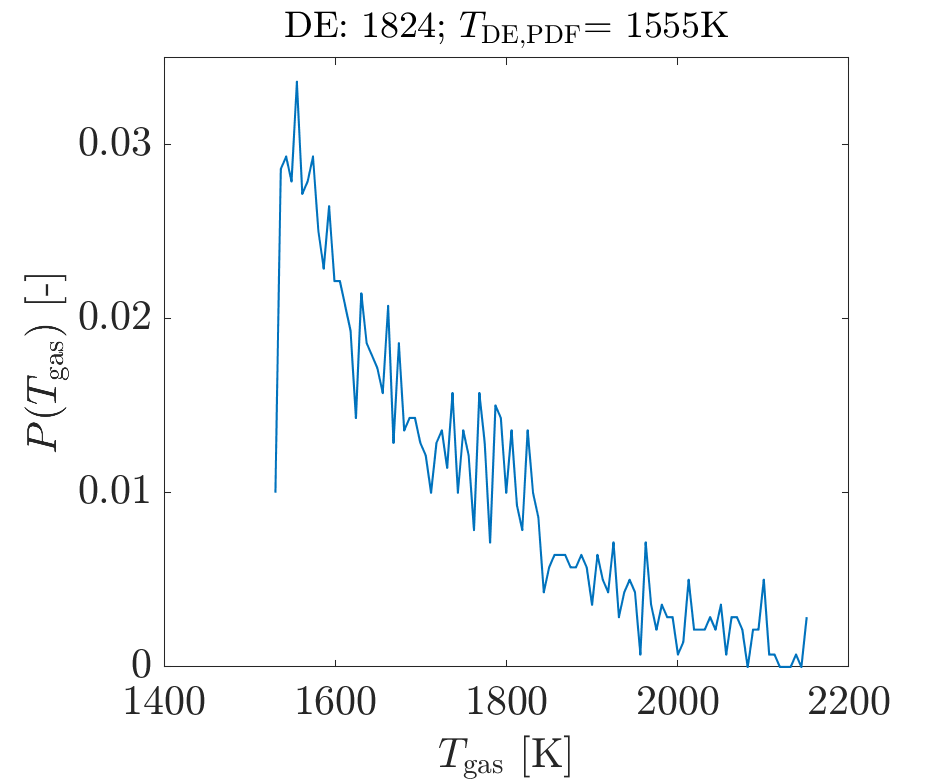 DE: 1824; T_DE,PDF= 1555K
P(T_gas) [-]
0.03
0.02
0.01
0
1400 1600 1800 2000 2200
T_gas [K]